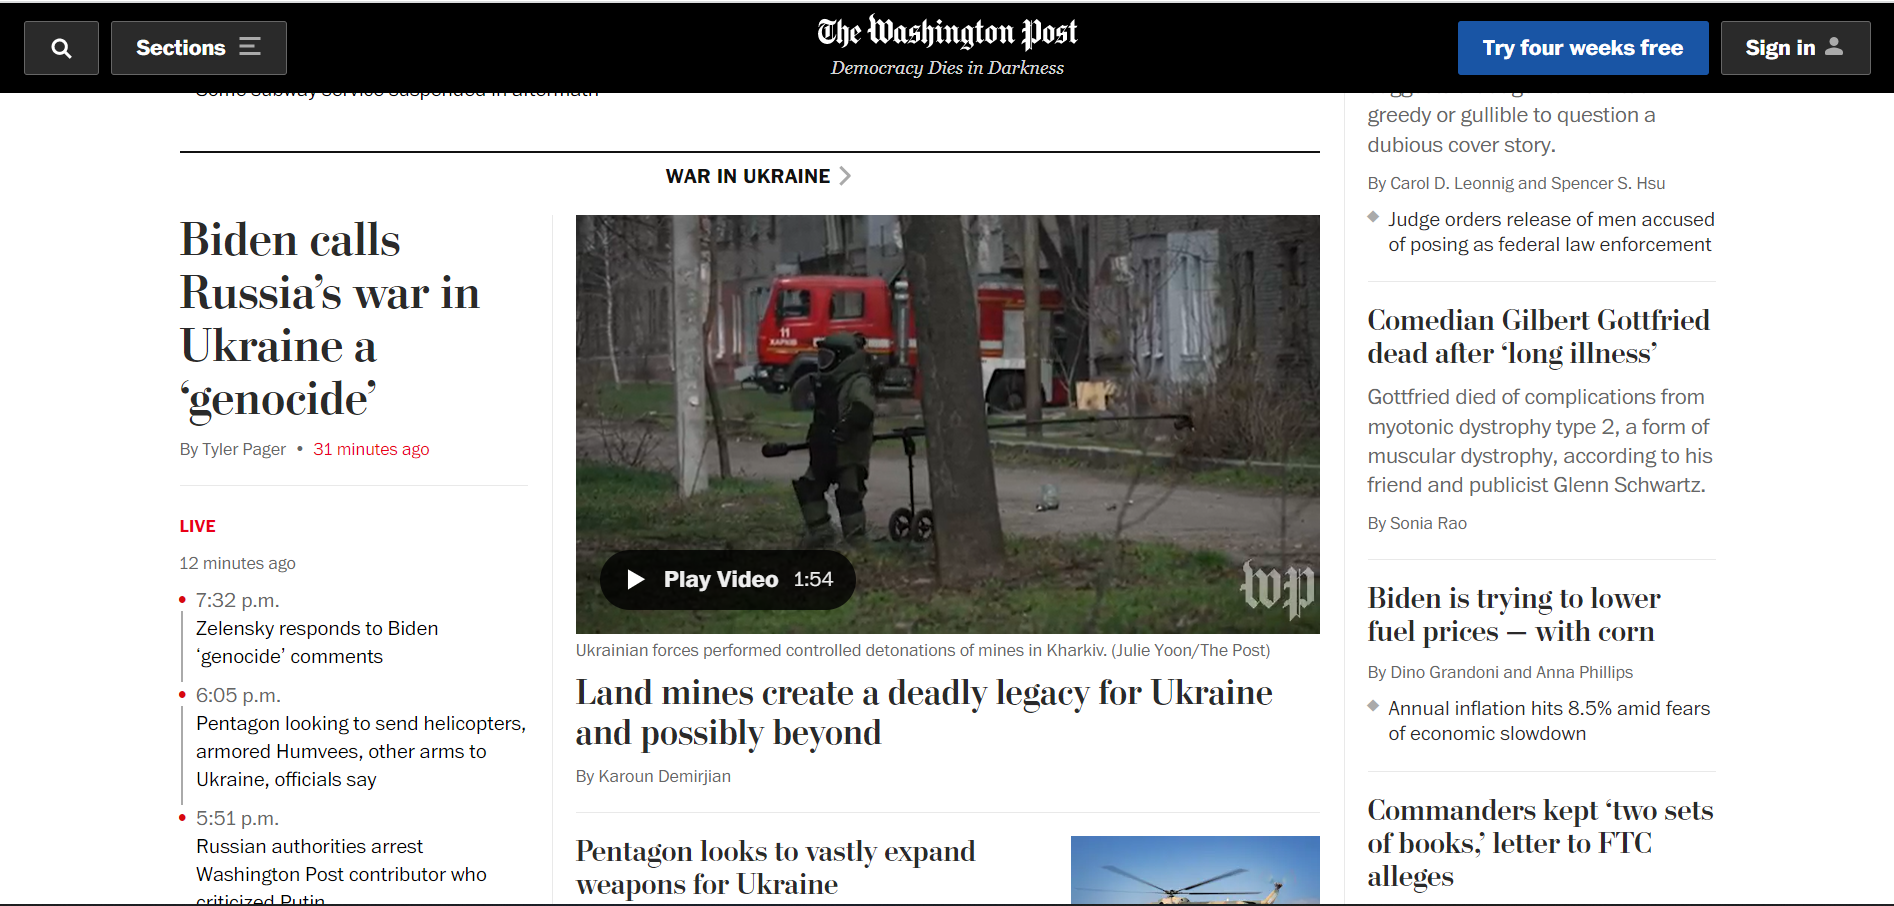 Sections
The Washington Post
Democracy Dies in Darkness
Try four weeks free
Sign in
Some subway service suspended in aftermath
WAR IN UKRAINE
Biden calls
Russia’s war in
Ukraine a
‘genocide’
By Tyler Pager • 31 minutes ago
LIVE
12 minutes ago
7:32 p.m.
Zelensky responds to Biden
‘genocide’ comments
6:05 p.m.
Pentagon looking to send helicopters,
armored Humvees, other arms to
Ukraine, officials say
5:51 p.m.
Russian authorities arrest
Washington Post contributor who
criticized Putin
11
ХАРКІВ
Play Video 1:54
wp
Ukrainian forces performed controlled detonations of mines in Kharkiv. (Julie Yoon/The Post)
Land mines create a deadly legacy for Ukraine
and possibly beyond
By Karoun Demirjian
Pentagon looks to vastly expand
weapons for Ukraine
greedy or gullible to question a
dubious cover story.
By Carol D. Leonnig and Spencer S. Hsu
Judge orders release of men accused
of posing as federal law enforcement
Comedian Gilbert Gottfried
dead after ‘long illness’
Gottfried died of complications from
myotonic dystrophy type 2, a form of
muscular dystrophy, according to his
friend and publicist Glenn Schwartz.
By Sonia Rao
Biden is trying to lower
fuel prices — with corn
By Dino Grandoni and Anna Phillips
Annual inflation hits 8.5% amid fears
of economic slowdown
Commanders kept ‘two sets
of books,’ letter to FTC
alleges